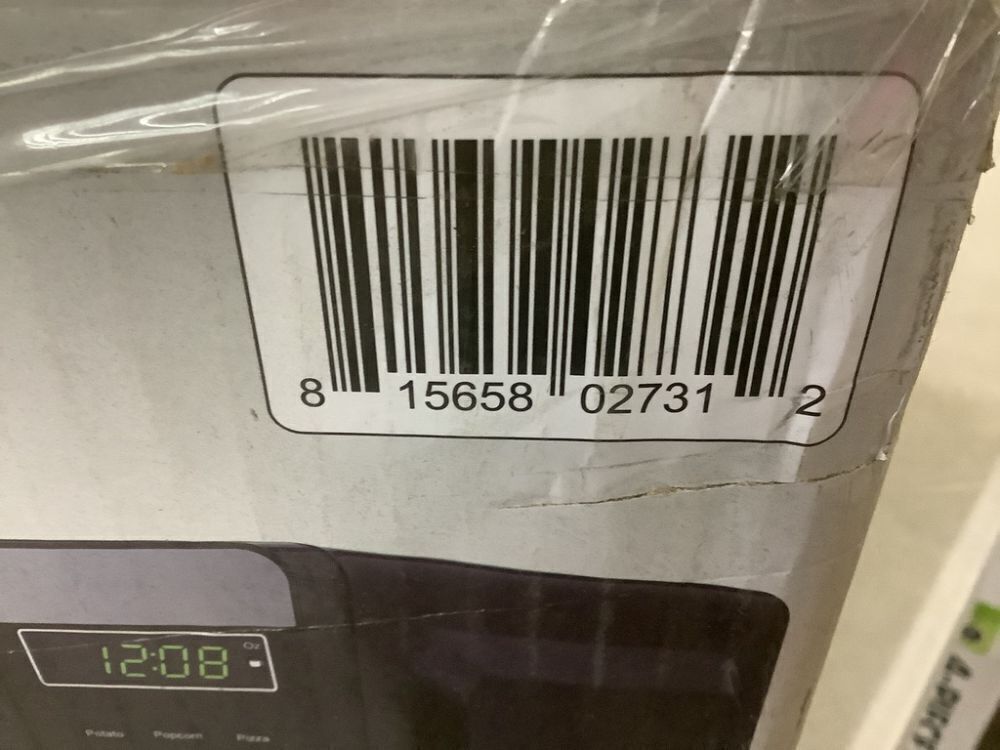 8 15658 02731 2
12:08 Oz
Potato Popcorn Pizza